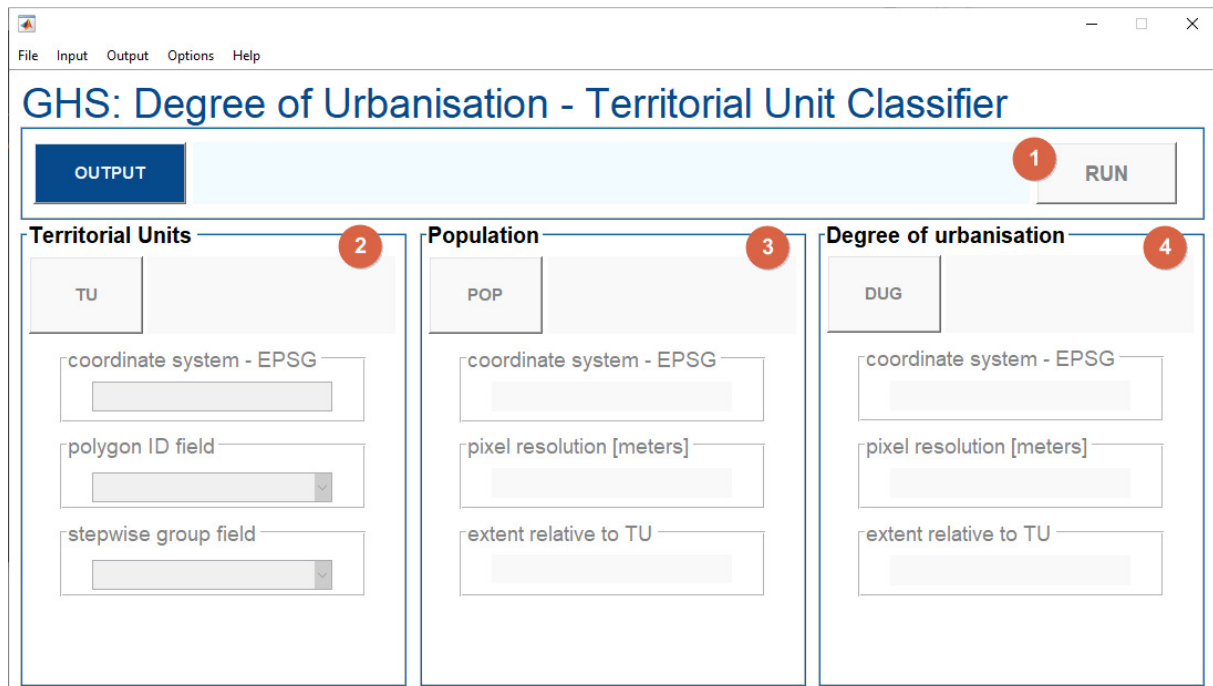 File Input Output Options Help
GHS: Degree of Urbanisation - Territorial Unit Classifier
OUTPUT
1
RUN
Territorial Units
2
TU
coordinate system - EPSG
polygon ID field
stepwise group field
Population
3
POP
coordinate system - EPSG
pixel resolution [meters]
extent relative to TU
Degree of urbanisation
4
DUG
coordinate system - EPSG
pixel resolution [meters]
extent relative to TU